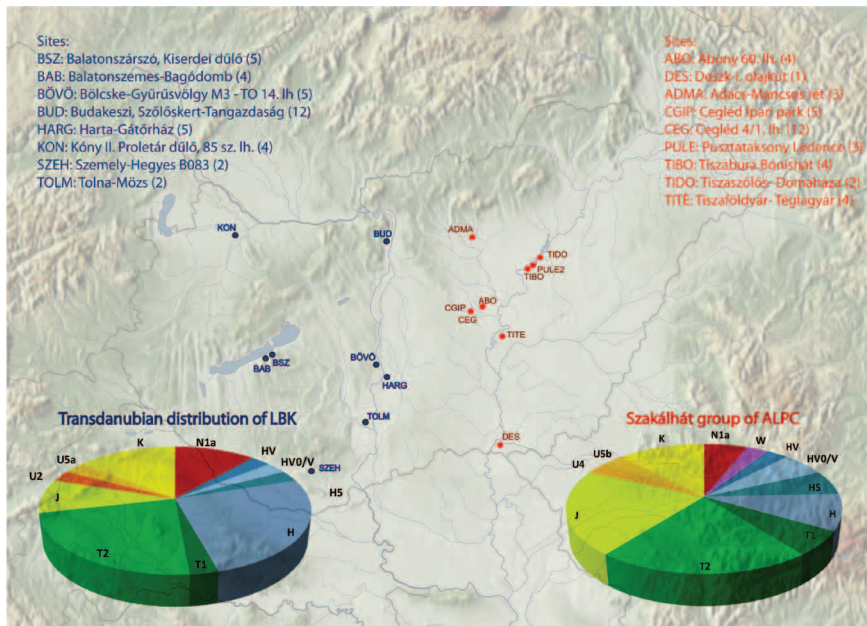 Sites:
BSZ: Balatonszárszó, Kiserdei dűlő (5)
BAB: Balatonszemes-Bagódomb (4)
BÖVÖ: Bölcske-Gyűrűsvölgy M3 - TO 14. lh (5)
BUD: Budakeszi, Szőlőskert-Tangazdaság (12)
HARG: Harta-Gátőrház (5)
KON: Kóny II. Proletár dűlő, 85 sz. lh. (4)
SZEH: Szemely-Hegyes B083 (2)
TOLM: Tolna-Mözs (2)
Sites:
ABO: Abony 60. lh. (4)
DES: Deszk-I. olajkút (1)
ADMA: Adács-Mancsos rét (3)
CGIP: Cegléd Ipari park (5)
CEG: Cegléd 4/1. lh. (12)
PULE: Pusztataksony Ledence (3)
TIBO: Tiszabura Bónishát (4)
TIDO: Tiszaszőlős- Domaháza (2)
TITE: Tiszaföldvár- Téglagyár (4)
KON
BUD
ADMA
TIDO
PULE2
TIBO
ABO
CGIP
CEG
TITE
BSZ
BAB
BÖVÖ
HARG
TOLM
DES
SZEH
Transdanubian distribution of LBK
K
N1a
HV
HV0/V
H5
H
T1
T2
J
U2
U5a
Szakálhát group of ALPC
K
N1a
W
HV
HV0/V
H5
H
T1
T2
J
U4
U5b